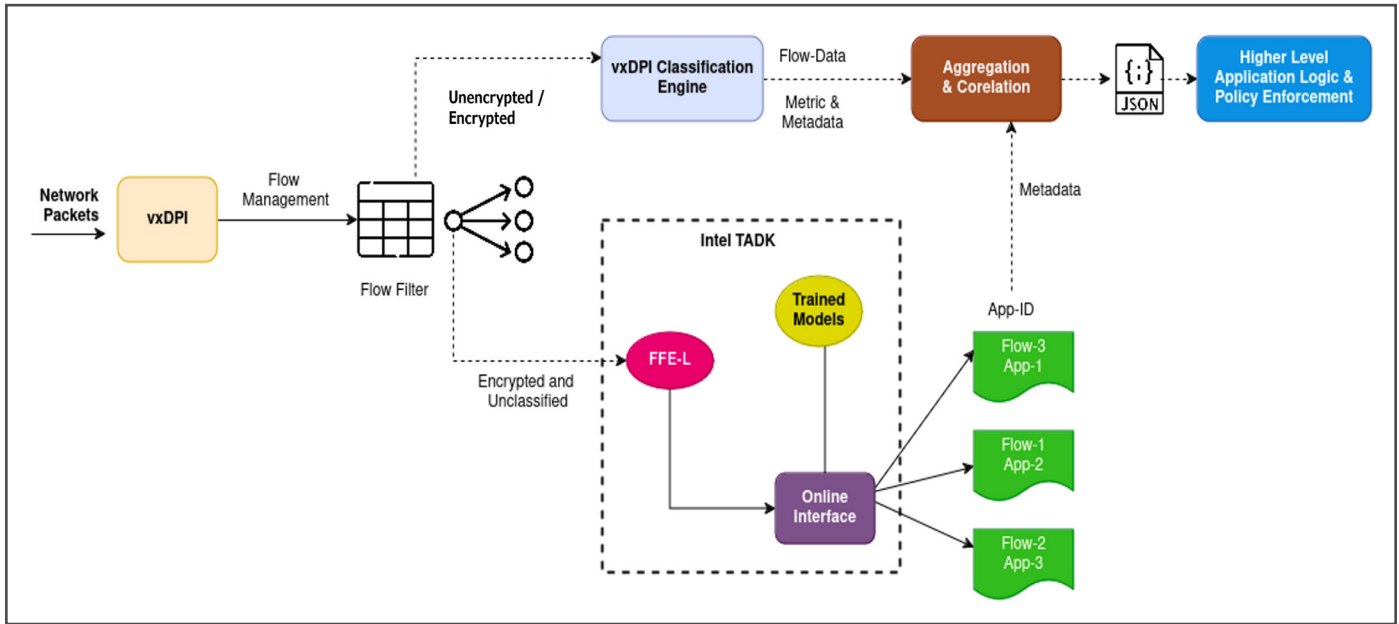 Network
Packets
vxDPI
Flow
Management
Flow Filter
Unencrypted /
Encrypted
vxDPI Classification
Engine
Flow-Data
Metric &
Metadata
Aggregation
& Corelation
{;}
JSON
Higher Level
Application Logic &
Policy Enforcement
Metadata
App-ID
Encrypted and
Unclassified
Intel TADK
FFE-L
Trained
Models
Online
Interface
Flow-3
App-1
Flow-1
App-2
Flow-2
App-3